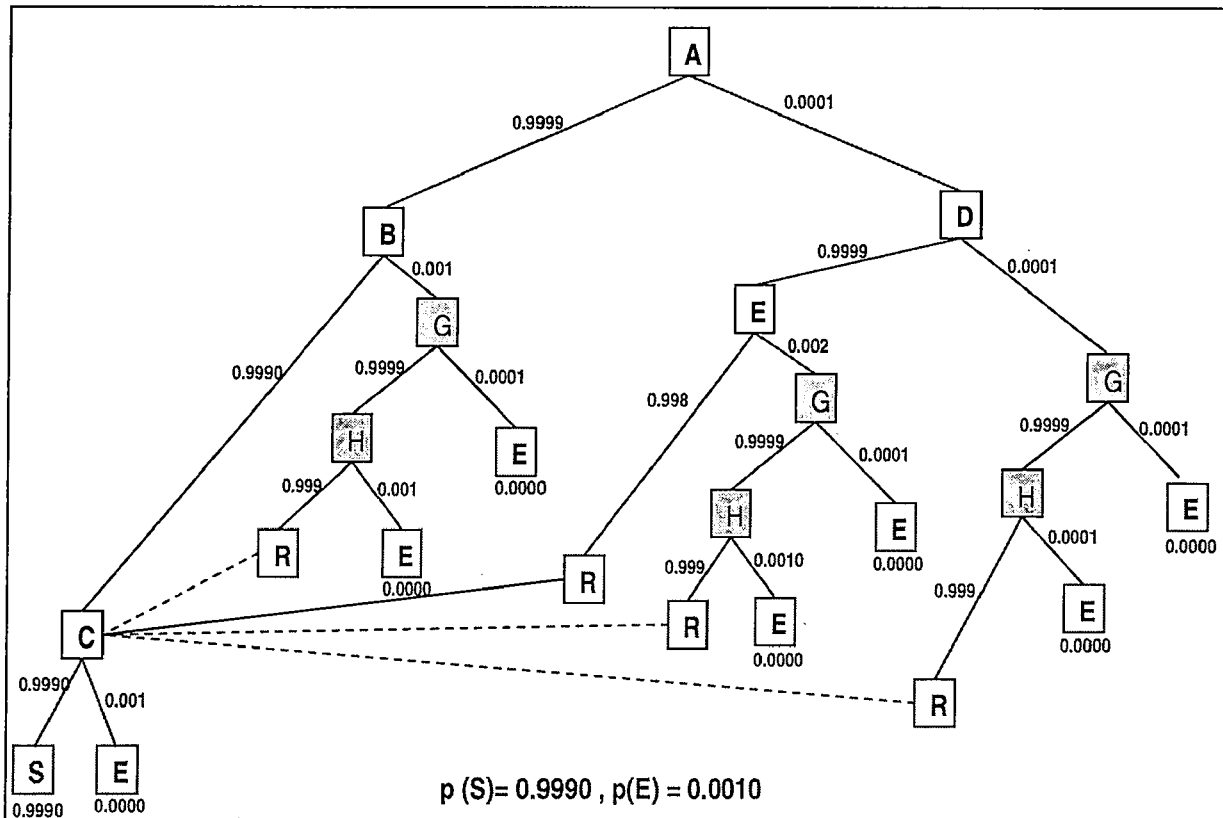 A
0.9999 0.0001
B D
0.001 0.9999 0.0001
G E
0.9990 0.9999 0.0001 0.998 0.002 G
H E G 0.9999 0.0001
0.0000 0.9999 0.0001
0.999 0.001 H E
R E H E 0.0000
0.0000 0.0000
R 0.999 0.0010 0.999 0.0001
C R E E
0.0000 0.0000
0.9990 0.001 R
S E
0.9990 0.0000
p (S)= 0.9990 , p(E) = 0.0010